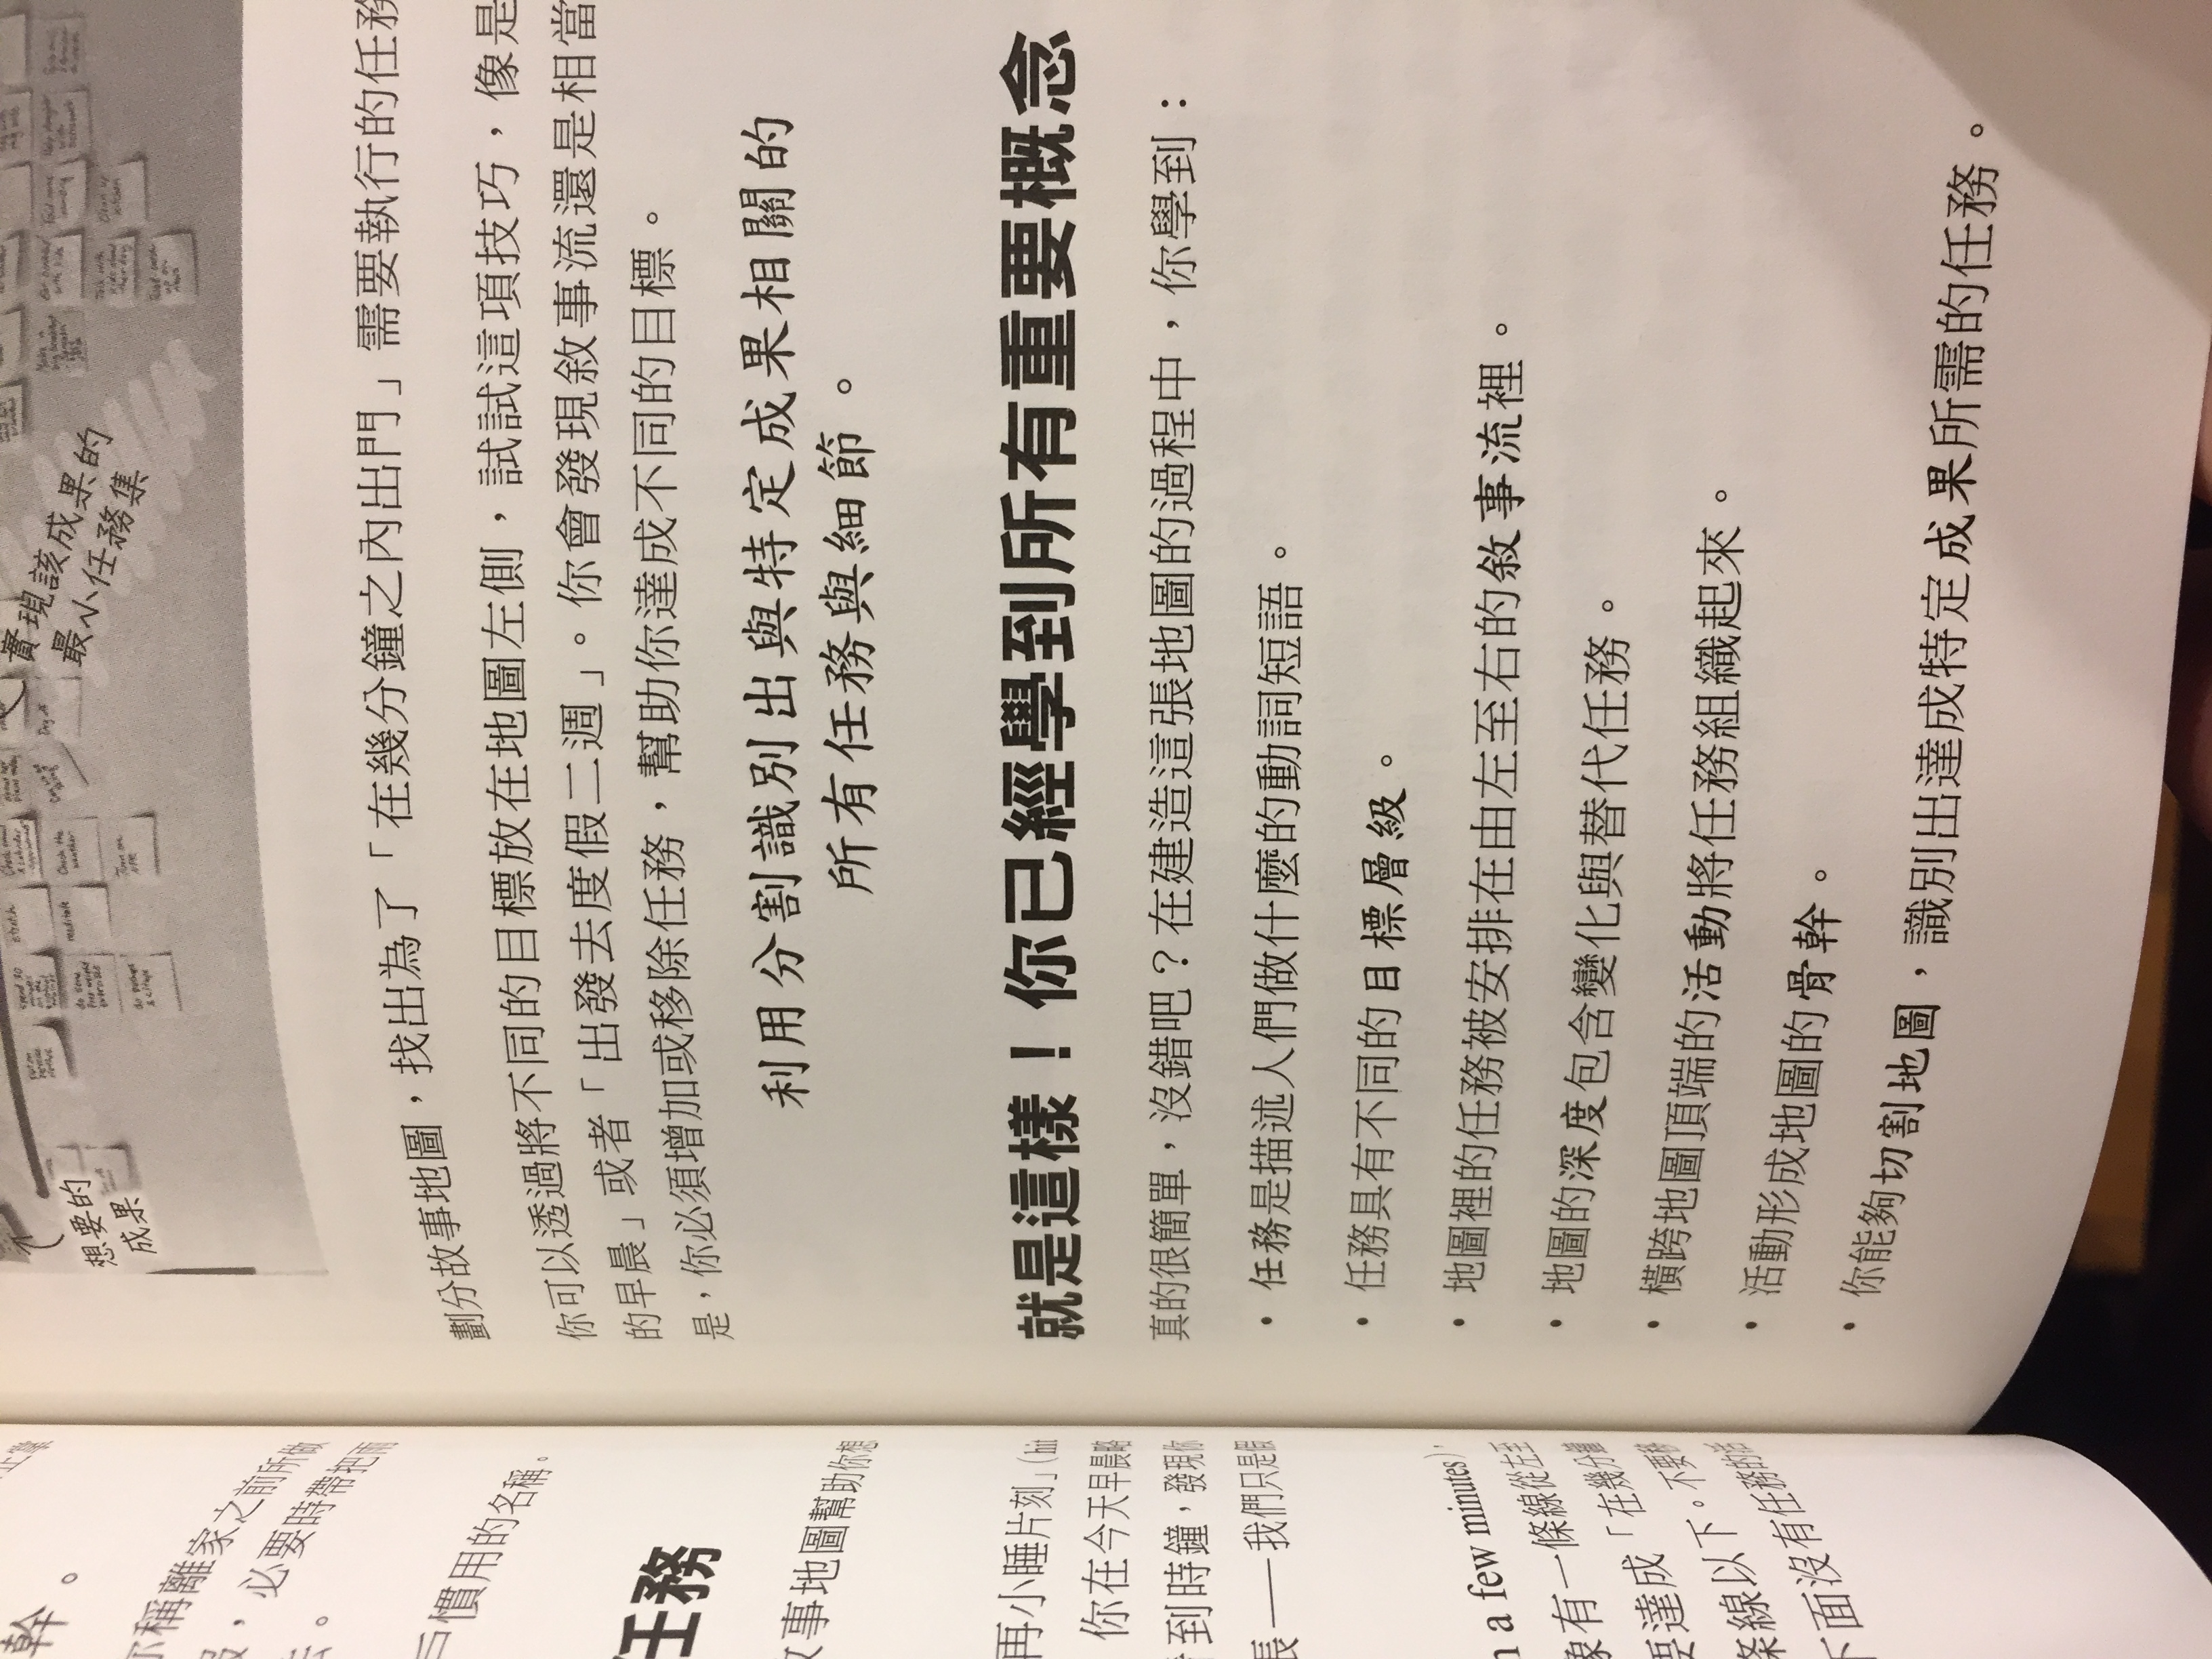 幹。
你稱離家之前所做
服，必要時帶把雨
去。
戶慣用的名稱。
任務
故事地圖幫助你想
再小睡片刻」(hit
你在今天早晨略
看到時鐘，發現你
張——我們只是假
in a few minutes)，
像有一條線從左至
要達成「在幾分鐘
條線以下。不要移
下面沒有任務的活
想要的
成果
實現該成果的
最小任務集
stretch
meditate
Check the
weather
Turn on
NPR
Clean up
kitchen
劃分故事地圖，找出為了「在幾分鐘之內出門」需要執行的任務
你可以透過將不同的目標放在地圖左側，試試這項技巧，像是
的早晨」或者「出發去度假二週」。你會發現敘事流還是相當
是，你必須增加或移除任務，幫助你達成不同的目標。
利用分割識別出與特定成果相關的
所有任務與細節。
就是這樣！你已經學到所有重要概念
真的很簡單，沒錯吧？在建造這張地圖的過程中，你學到：
• 任務是描述人們做什麼的動詞短語。
• 任務具有不同的目標層級。
• 地圖裡的任務被安排在由左至右的敘事流裡。
• 地圖的深度包含變化與替代任務。
• 橫跨地圖頂端的活動將任務組織起來。
• 活動形成地圖的骨幹。
• 你能夠切割地圖，識別出達成特定成果所需的任務。